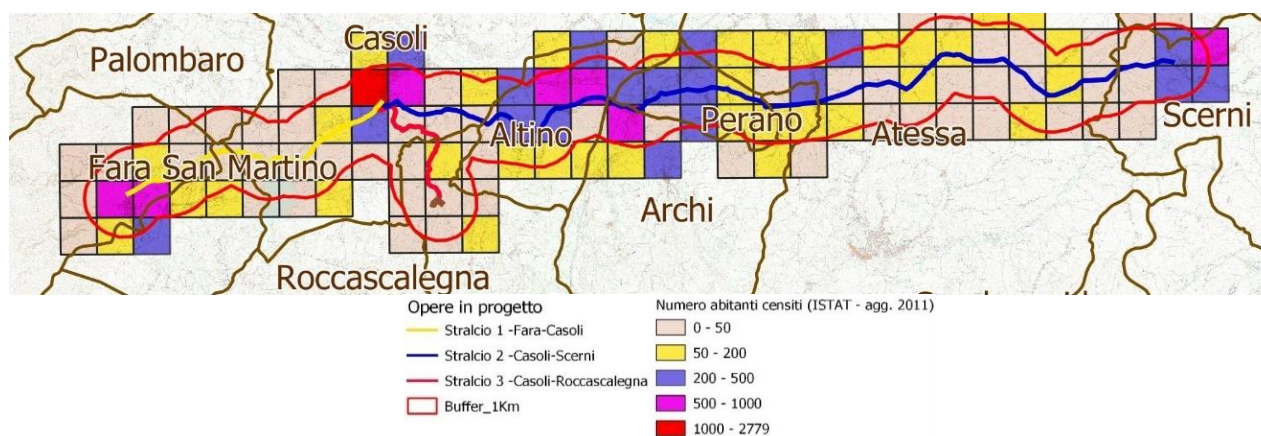 Palombaro
Casoli
Fara San Martino
Altino
Perano
Atessa
Scerni
Archi
Roccascalegna
Opere in progetto
Stralcio 1 -Fara-Casoli
Stralcio 2 -Casoli-Scerni
Stralcio 3 -Casoli-Roccascalegna
Buffer_1Km
Numero abitanti censiti (ISTAT - agg. 2011)
0 - 50
50 - 200
200 - 500
500 - 1000
1000 - 2779